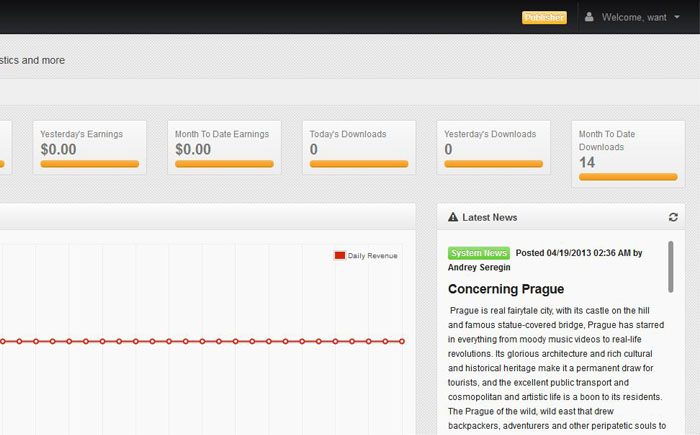 Publisher
Welcome, want
stics and more
Yesterday's Earnings
$0.00
Month To Date Earnings
$0.00
Today's Downloads
0
Yesterday's Downloads
0
Month To Date
Downloads
14
Daily Revenue
Latest News
System News Posted 04/19/2013 02:36 AM by
Andrey Seregin
Concerning Prague
Prague is real fairytale city, with its castle on the hill
and famous statue-covered bridge, Prague has starred
in everything from moody music videos to real-life
revolutions. Its glorious architecture and rich cultural
and historical heritage make it a permanent draw for
tourists, and the excellent public transport and
cosmopolitan and artistic life is a boon to its residents.
The Prague of the wild, wild east that drew
backpackers, adventurers and other peripatetic souls to